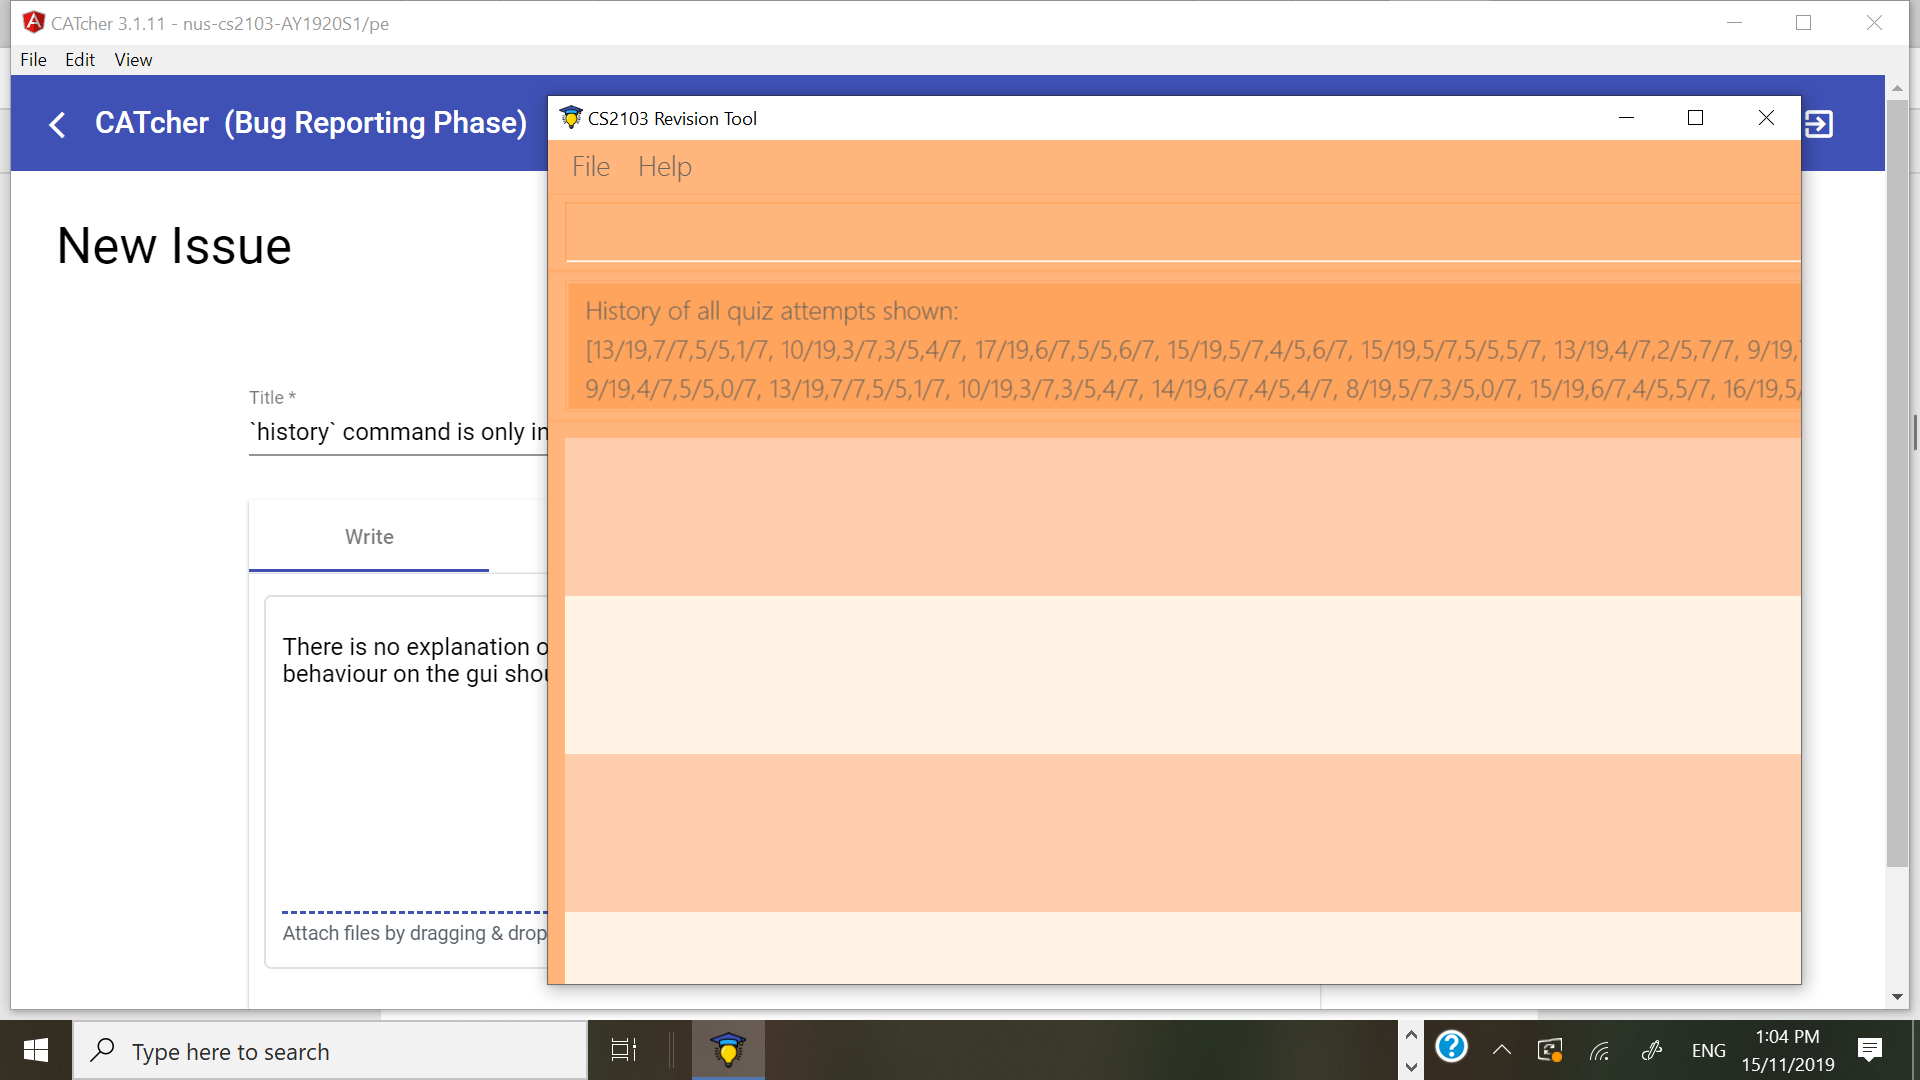 CATcher 3.1.11 - nus-cs2103-AY1920S1/pe
File Edit View
CATcher (Bug Reporting Phase)
CS2103 Revision Tool
File Help
New Issue
History of all quiz attempts shown:
[13/19,7/7,5/5,1/7, 10/19,3/7,3/5,4/7, 17/19,6/7,5/5,6/7, 15/19,5/7,4/5,6/7, 15/19,5/7,5/5,5/7, 13/19,4/7,2/5,7/7, 9/19,
9/19,4/7,5/5,0/7, 13/19,7/7,5/5,1/7, 10/19,3/7,3/5,4/7, 14/19,6/7,4/5,4/7, 8/19,5/7,3/5,0/7, 15/19,6/7,4/5,5/7, 16/19,5/
Title *
`history` command is only in
Write
There is no explanation o
behaviour on the gui shou
Attach files by dragging & drop
Type here to search
ENG
1:04 PM
15/11/2019